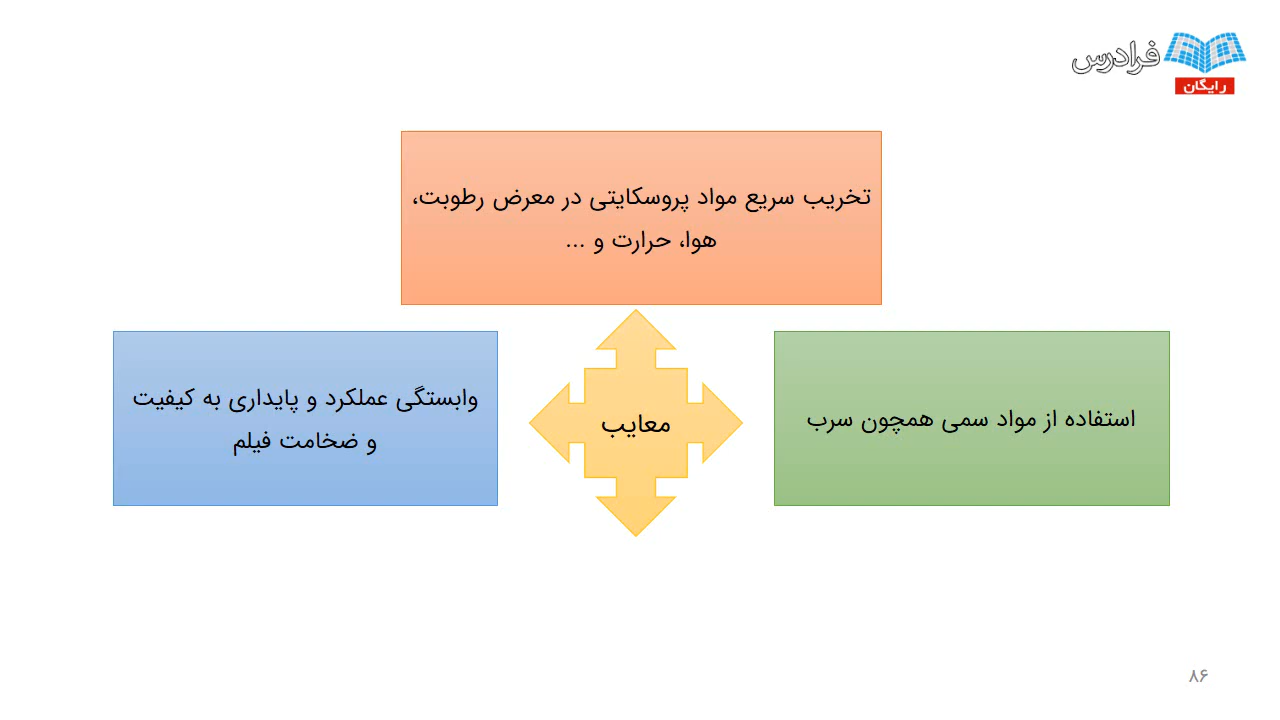 فرادرس
رایگان
تخریب سریع مواد پروسکایتی در معرض رطوبت،
هوا، حرارت و ...
استفاده از مواد سمی همچون سرب
معایب
وابستگی عملکرد و پایداری به کیفیت
و ضخامت فیلم
۸۶